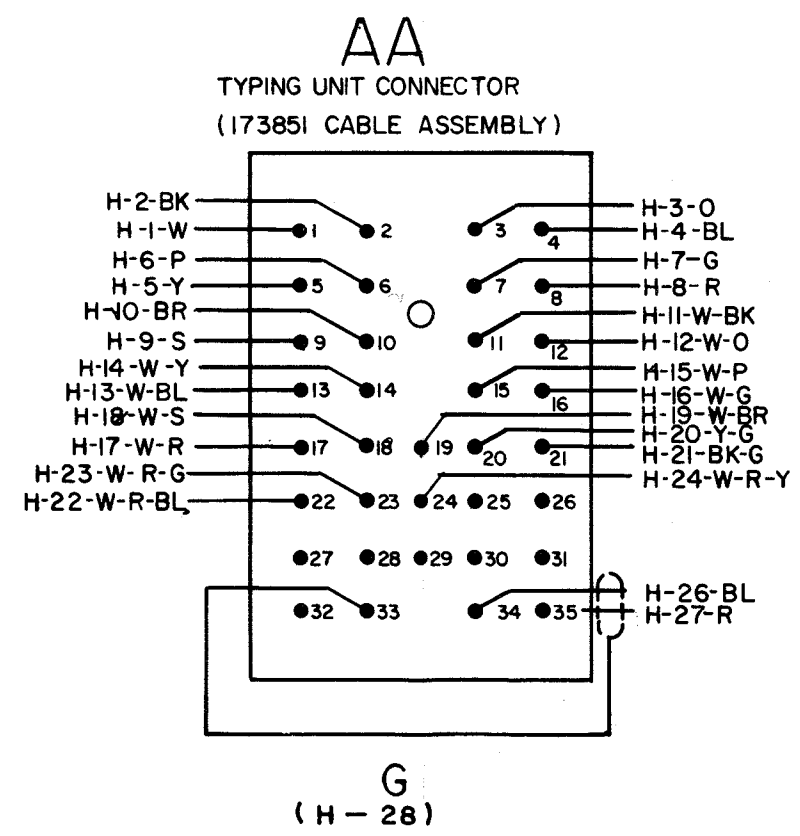 AA
TYPING UNIT CONNECTOR
(173851 CABLE ASSEMBLY)
H-2-BK
H-1-W
H-6-P
H-5-Y
H-10-BR
H-9-S
H-14-W-Y
H-13-W-BL
H-18-W-S
H-17-W-R
H-23-W-R-G
H-22-W-R-BL
1 2 3 4
5 6 7 8
9 10 11 12
13 14 15 16
17 18 19 20 21
22 23 24 25 26
27 28 29 30 31
32 33 34 35
H-3-O
H-4-BL
H-7-G
H-8-R
H-11-W-BK
H-12-W-O
H-15-W-P
H-16-W-G
H-19-W-BR
H-20-Y-G
H-21-BK-G
H-24-W-R-Y
H-26-BL
H-27-R
G
(H-28)